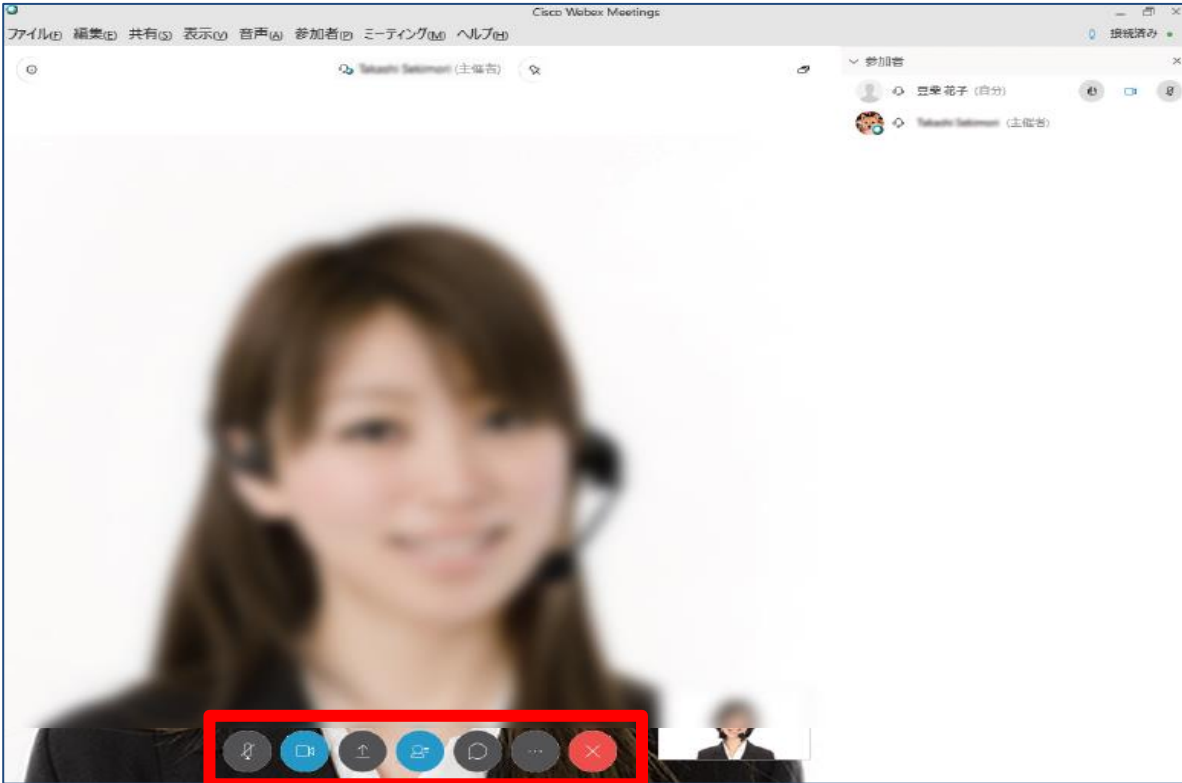 Cisco Webex Meetings
ファイル(F) 編集(E) 共有(S) 表示(V) 音声(A) 参加者(P) ミーティング(M) ヘルプ(H)
接続済み
(主催者)
参加者
豆柴 花子 (自分)
(主催者)